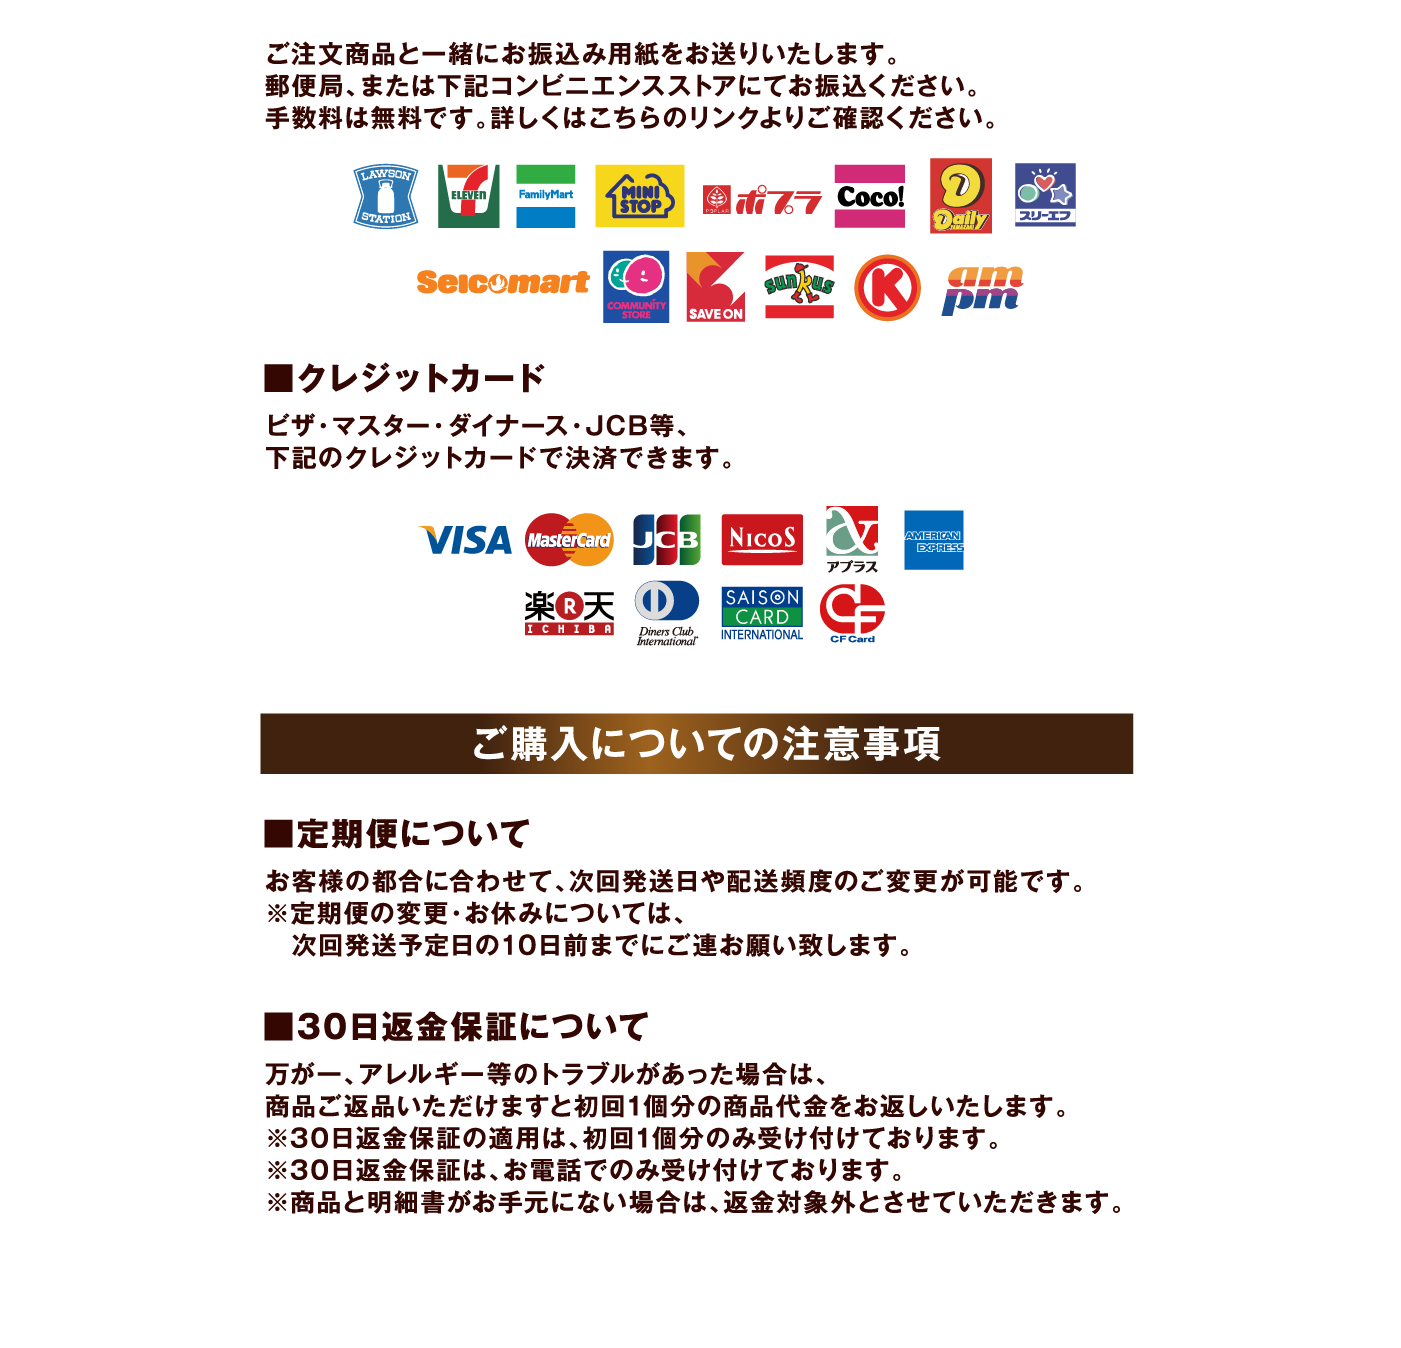 ご注文商品と一緒にお振込み用紙をお送りいたします。
郵便局、または下記コンビニエンスストアにてお振込ください。
手数料は無料です。詳しくはこちらのリンクよりご確認ください。
LAWSON
STATION
7
ELEVEN
FamilyMart
MINI
STOP
POPLAR
ポプラ
Coco!
D
Daily
YAMAZAKI
スリーエフ
Seicomart
COMMUNITY
STORE
SAVE ON
sunkus
K
am
pm
■クレジットカード
ビザ・マスター・ダイナース・JCB等、
下記のクレジットカードで決済できます。
VISA
MasterCard
JCB
NICOS
アプラス
AMERICAN
EXPRESS
楽R天
ICHIBA
Diners Club
International
SAISON
CARD
INTERNATIONAL
CF
CF Card
ご購入についての注意事項
■定期便について
お客様の都合に合わせて、次回発送日や配送頻度のご変更が可能です。
※定期便の変更・お休みについては、
次回発送予定日の10日前までにご連お願い致します。
■30日返金保証について
万が一、アレルギー等のトラブルがあった場合は、
商品ご返品いただけますと初回1個分の商品代金をお返しいたします。
※30日返金保証の適用は、初回1個分のみ受け付けております。
※30日返金保証は、お電話でのみ受け付けております。
※商品と明細書がお手元にない場合は、返金対象外とさせていただきます。